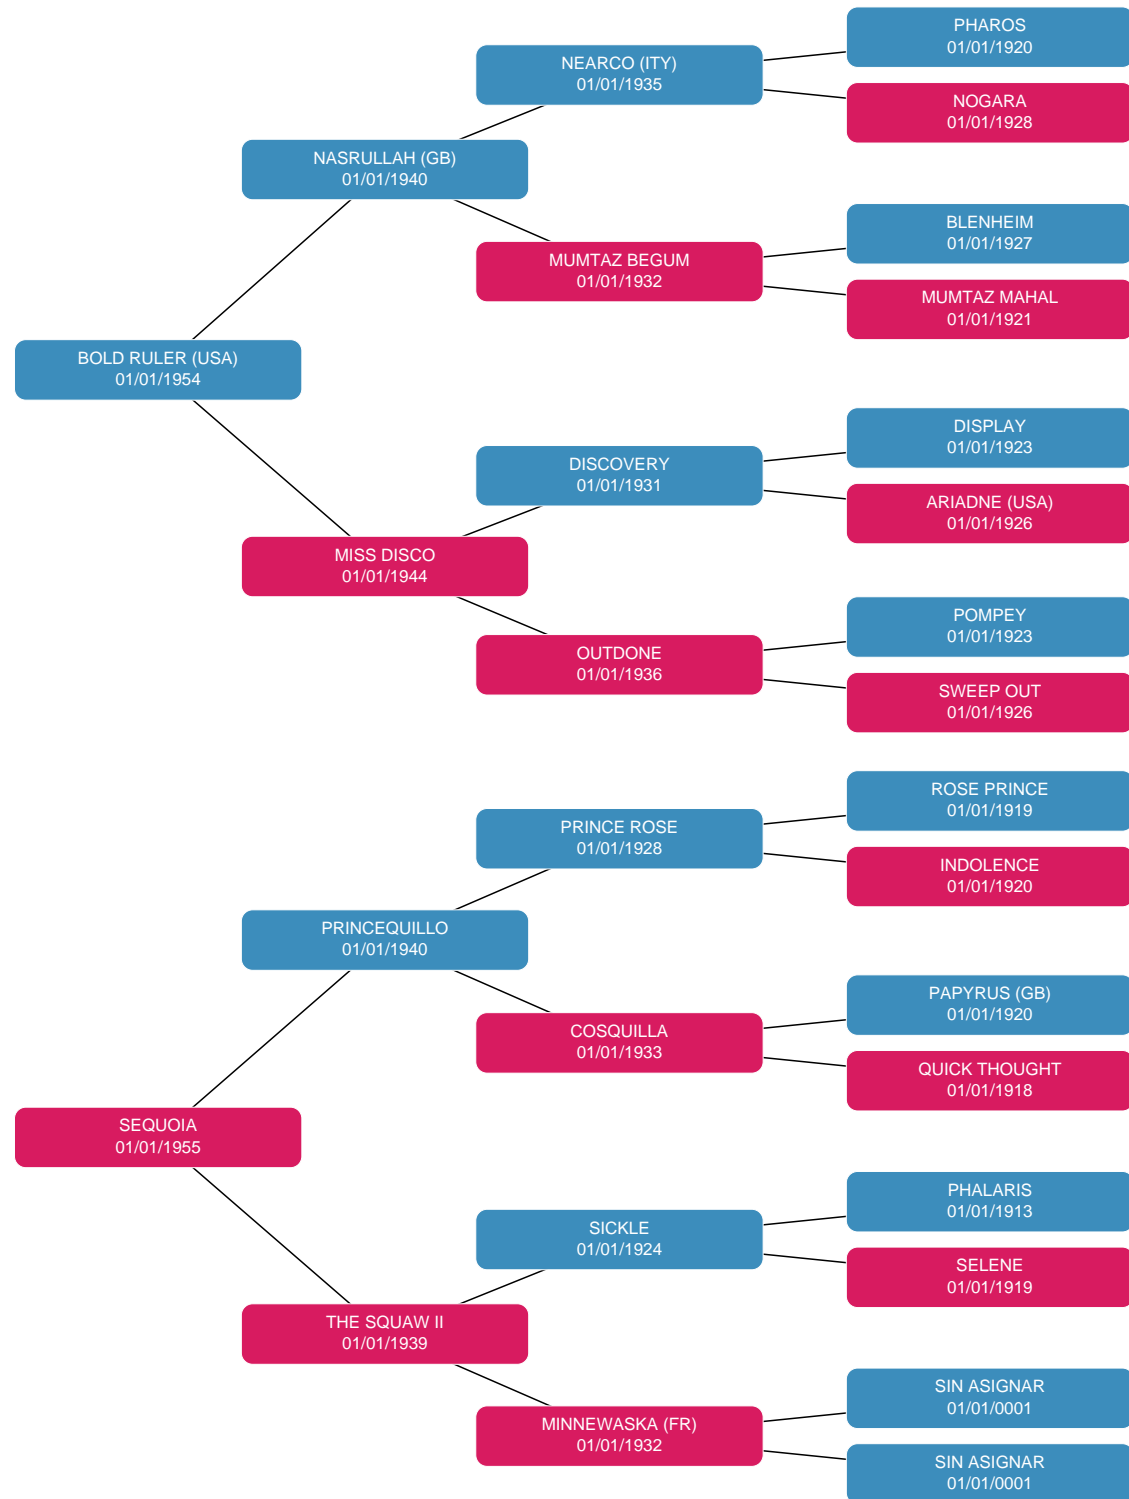 PHAROS
01/01/1920
NEARCO (ITY)
01/01/1935
NOGARA
01/01/1928
NASRULLAH (GB)
01/01/1940
BLENHEIM
01/01/1927
MUMTAZ BEGUM
01/01/1932
MUMTAZ MAHAL
01/01/1921
BOLD RULER (USA)
01/01/1954
DISPLAY
01/01/1923
DISCOVERY
01/01/1931
ARIADNE (USA)
01/01/1926
MISS DISCO
01/01/1944
POMPEY
01/01/1923
OUTDONE
01/01/1936
SWEEP OUT
01/01/1926
ROSE PRINCE
01/01/1919
PRINCE ROSE
01/01/1928
INDOLENCE
01/01/1920
PRINCEQUILLO
01/01/1940
PAPYRUS (GB)
01/01/1920
COSQUILLA
01/01/1933
QUICK THOUGHT
01/01/1918
SEQUOIA
01/01/1955
PHALARIS
01/01/1913
SICKLE
01/01/1924
SELENE
01/01/1919
THE SQUAW II
01/01/1939
SIN ASIGNAR
01/01/0001
MINNEWASKA (FR)
01/01/1932
SIN ASIGNAR
01/01/0001